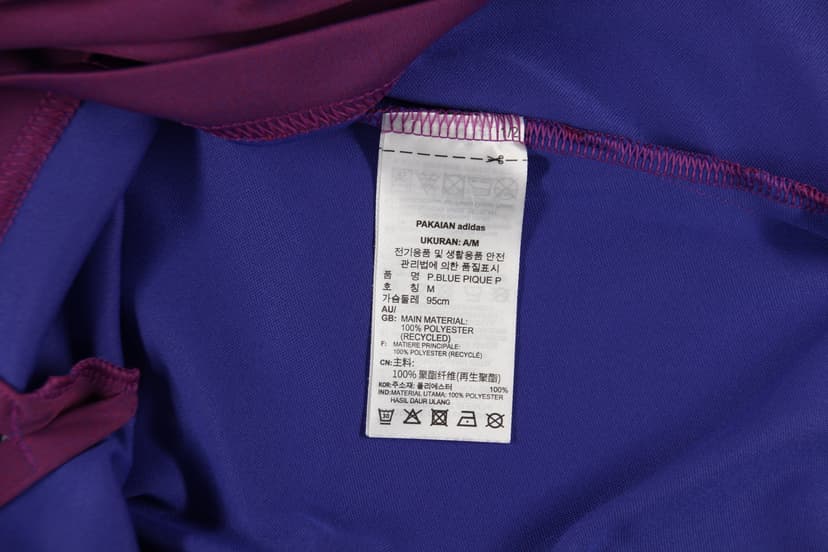 1/2
PAKAIAN adidas
UKURAN: A/M
전기용품 및 생활용품 안전
관리법에 의한 품질표시
품 명 P.BLUE PIQUE P
호 칭 M
가슴둘레 95cm
AU/
GB: MAIN MATERIAL:
100% POLYESTER
(RECYCLED)
F: MATIERE PRINCIPALE:
100% POLYESTER (RECYCLÉ)
CN:主料:
100% 聚酯纤维(再生聚酯)
KOR:주소재: 폴리에스터 100%
IND:MATERIAL UTAMA: 100% POLYESTER
HASIL DAUR ULANG
30